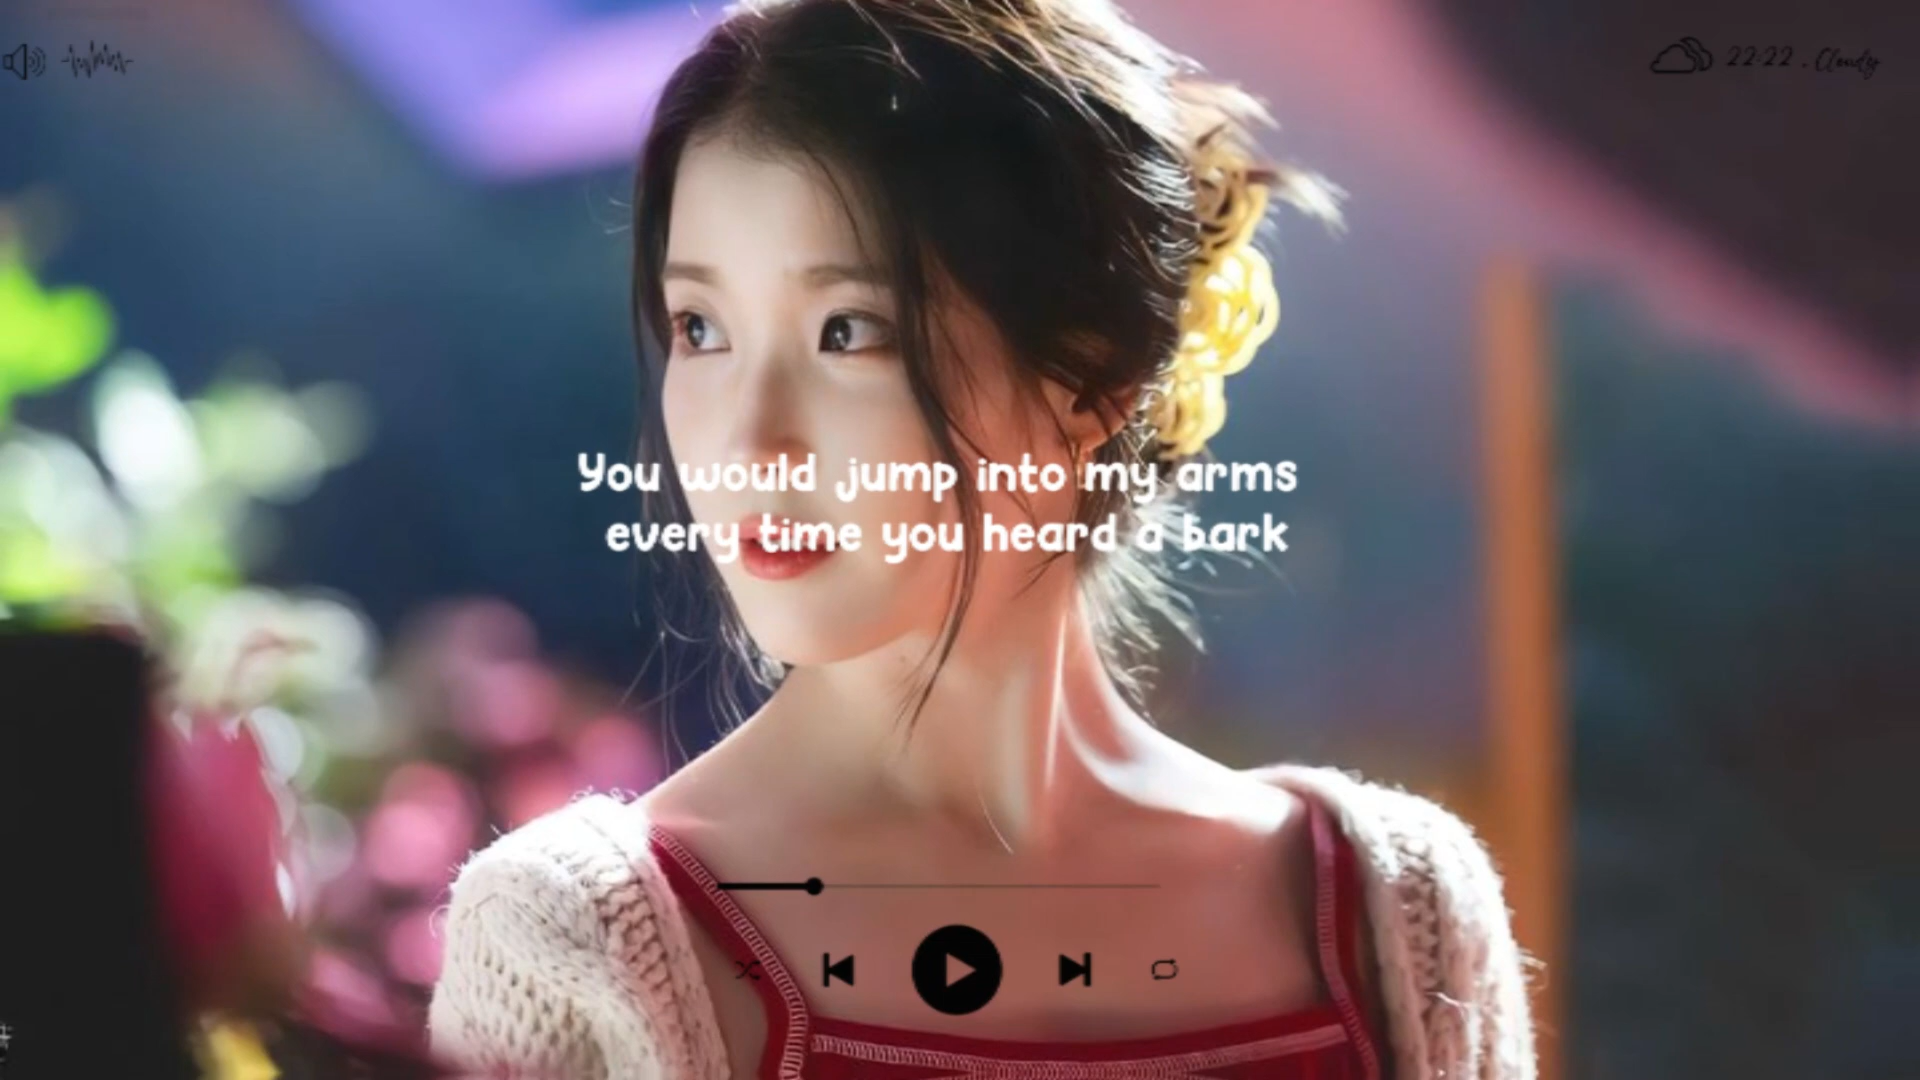 22:22 . Cloudy
You would jump into my arms
every time you heard a bark